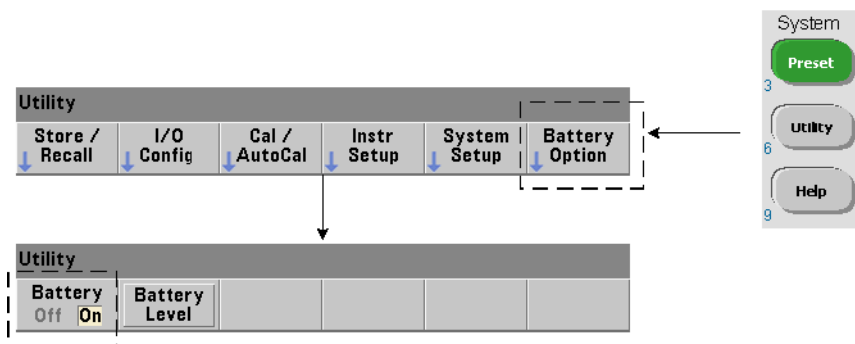 System
Preset
3
Utility
6
Help
9
Utility
Store /
Recall
I/O
Config
Cal /
AutoCal
Instr
Setup
System
Setup
Battery
Option
Utility
Battery
Off On
Battery
Level